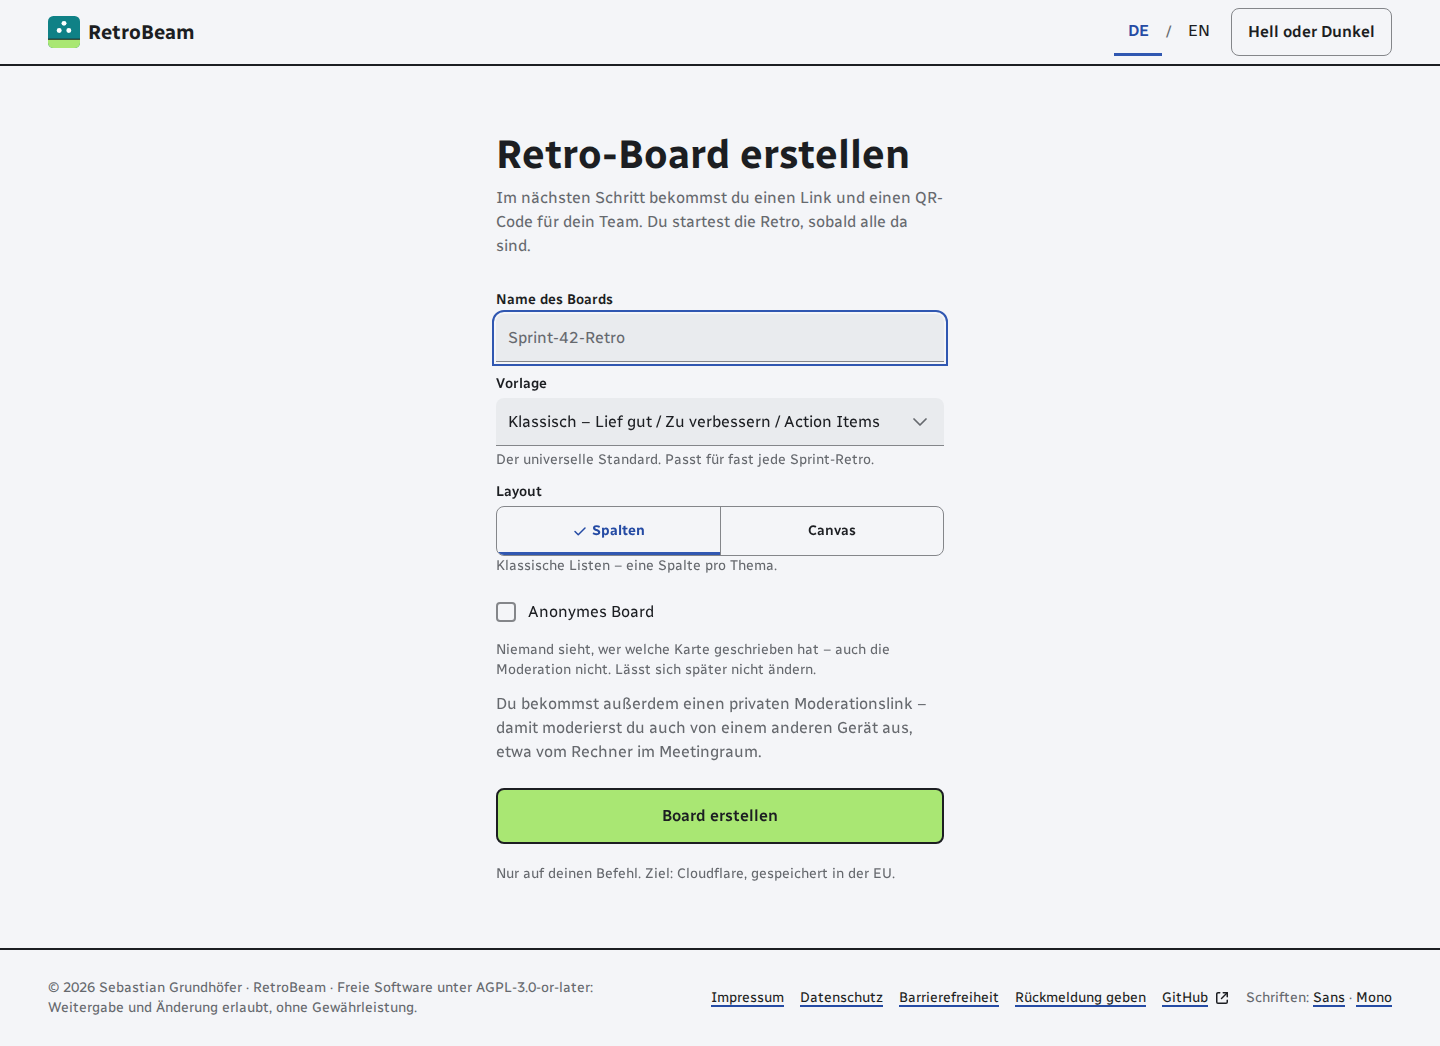 RetroBeam
DE / EN
Hell oder Dunkel
Retro-Board erstellen
Im nächsten Schritt bekommst du einen Link und einen QR-
Code für dein Team. Du startest die Retro, sobald alle da
sind.
Name des Boards
Sprint-42-Retro
Vorlage
Klassisch – Lief gut / Zu verbessern / Action Items
Der universelle Standard. Passt für fast jede Sprint-Retro.
Layout
Spalten
Canvas
Klassische Listen – eine Spalte pro Thema.
Anonymes Board
Niemand sieht, wer welche Karte geschrieben hat – auch die
Moderation nicht. Lässt sich später nicht ändern.
Du bekommst außerdem einen privaten Moderationslink –
damit moderierst du auch von einem anderen Gerät aus,
etwa vom Rechner im Meetingraum.
Board erstellen
Nur auf deinen Befehl. Ziel: Cloudflare, gespeichert in der EU.
© 2026 Sebastian Grundhöfer · RetroBeam · Freie Software unter AGPL-3.0-or-later:
Weitergabe und Änderung erlaubt, ohne Gewährleistung.
Impressum Datenschutz Barrierefreiheit Rückmeldung geben GitHub Schriften: Sans · Mono